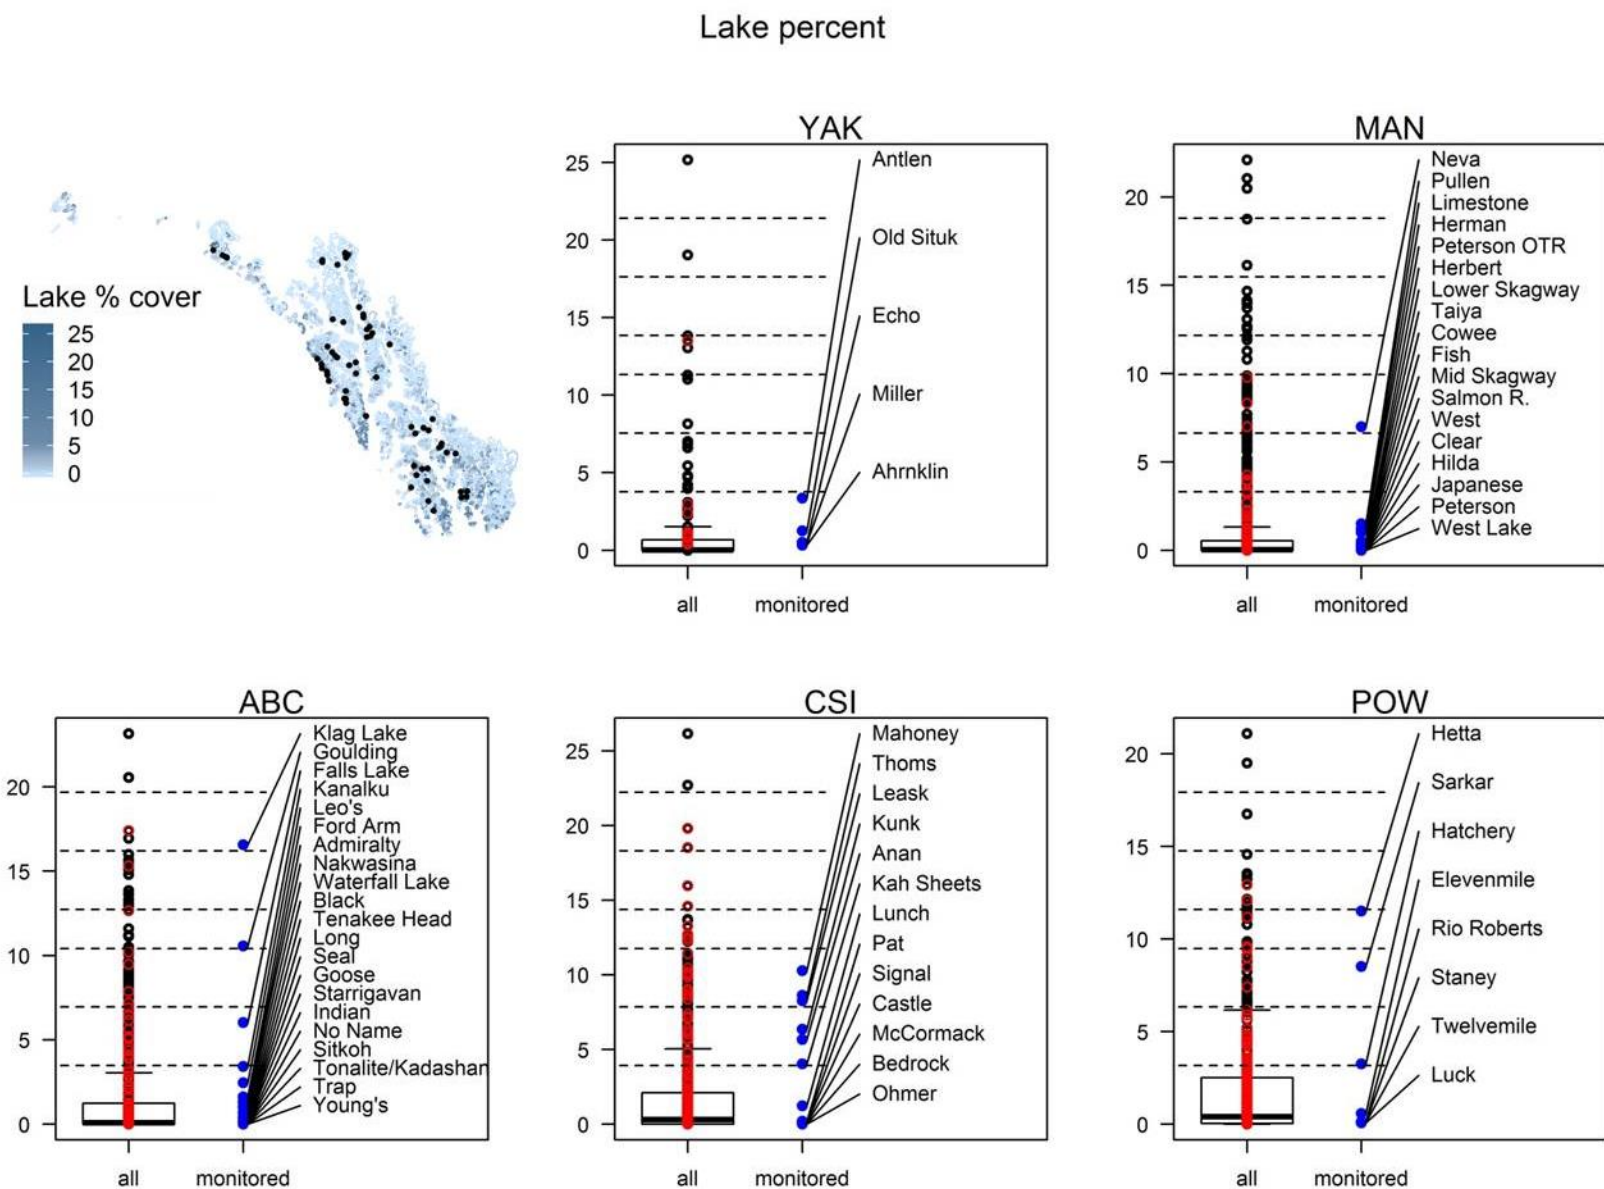 Lake percent
Lake % cover
25
20
15
10
5
0
YAK
25
20
15
10
5
0
Antlen
Old Situk
Echo
Miller
Ahrnklin
all
monitored
MAN
20
15
10
5
0
Neva
Pullen
Limestone
Herman
Peterson OTR
Herbert
Lower Skagway
Taiya
Cowee
Fish
Mid Skagway
Salmon R.
West
Clear
Hilda
Japanese
Peterson
West Lake
all
monitored
ABC
20
15
10
5
0
Klag Lake
Goulding
Falls Lake
Kanalku
Leo's
Ford Arm
Admiralty
Nakwasina
Waterfall Lake
Black
Tenakee Head
Long
Seal
Goose
Starrigavan
Indian
No Name
Sitkoh
Tonalite/Kadashan
Trap
Young's
all
monitored
CSI
25
20
15
10
5
0
Mahoney
Thoms
Leask
Kunk
Anan
Kah Sheets
Lunch
Pat
Signal
Castle
McCormack
Bedrock
Ohmer
all
monitored
POW
20
15
10
5
0
Hetta
Sarkar
Hatchery
Elevenmile
Rio Roberts
Staney
Twelvemile
Luck
all
monitored